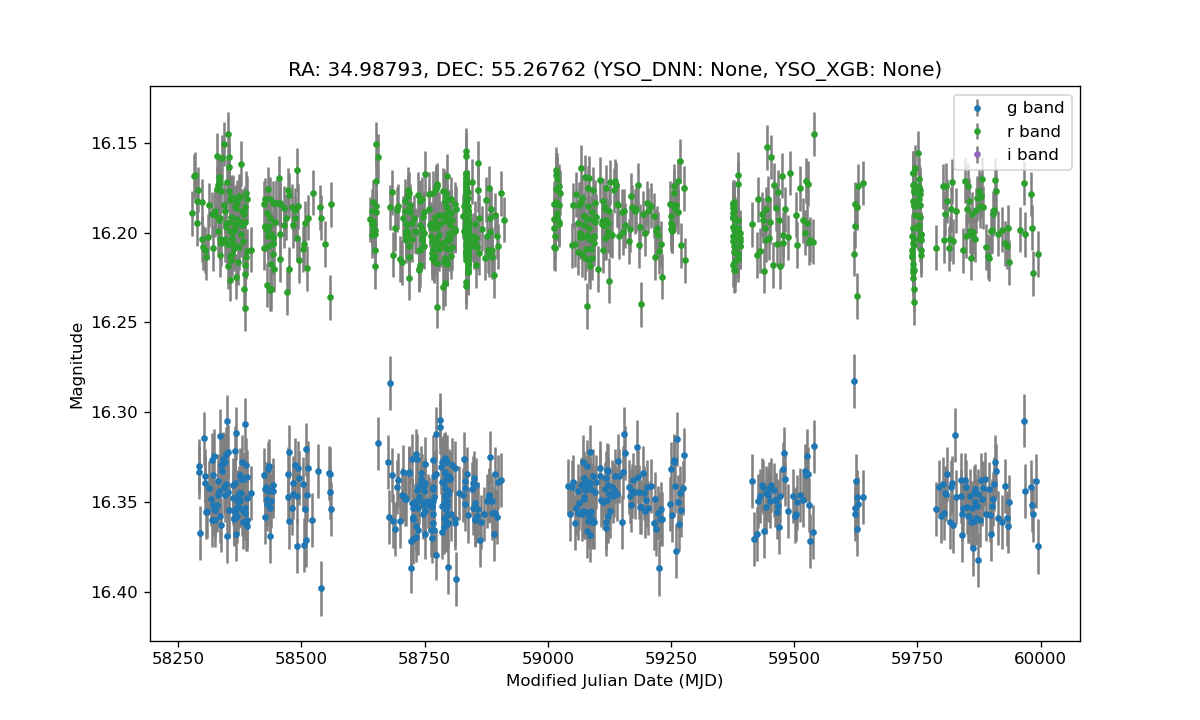 RA: 34.98793, DEC: 55.26762 (YSO_DNN: None, YSO_XGB: None)
g band
r band
i band
16.15
16.20
16.25
16.30
16.35
16.40
Magnitude
58250 58500 58750 59000 59250 59500 59750 60000
Modified Julian Date (MJD)